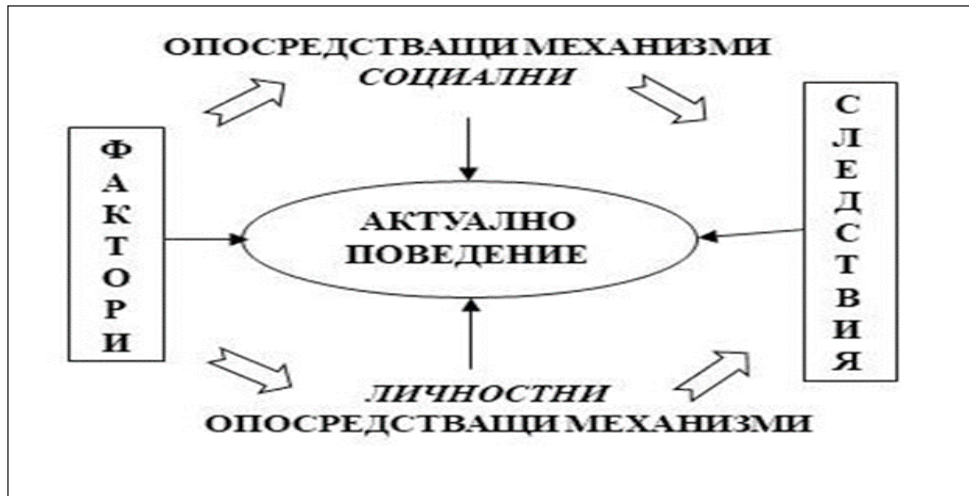 ОПОСРЕДСТВАЩИ МЕХАНИЗМИ
СОЦИАЛНИ
ФАКТОРИ
АКТУАЛНО
ПОВЕДЕНИЕ
СЛЕДСТВИЯ
ЛИЧНОСТНИ
ОПОСРЕДСТВАЩИ МЕХАНИЗМИ